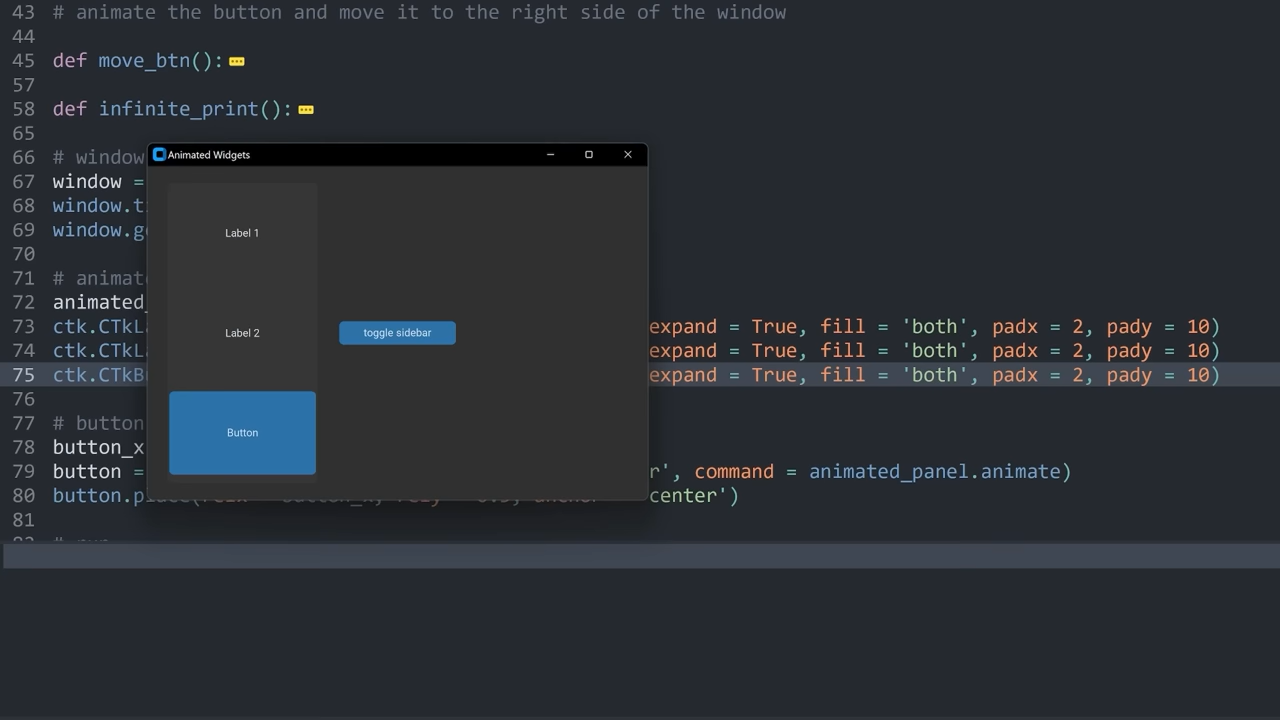 43 # animate the button and move it to the right side of the window
44
45 def move_btn():
57
58 def infinite_print():
65
66 # window
67 window =
68 window.t
69 window.g
70
71 # animat
72 animated_
73 ctk.CTkL expand = True, fill = 'both', padx = 2, pady = 10)
74 ctk.CTkL expand = True, fill = 'both', padx = 2, pady = 10)
75 ctk.CTkB expand = True, fill = 'both', padx = 2, pady = 10)
76
77 # button
78 button_x
79 button = r', command = animated_panel.animate)
80 button.place( center')
81
Animated Widgets
Label 1
Label 2
toggle sidebar
Button